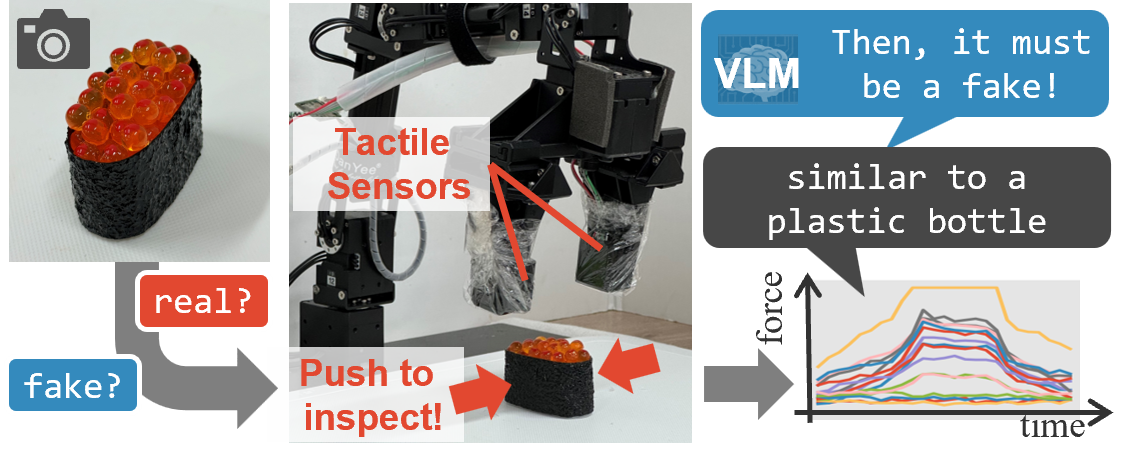 real?
fake?
Tactile
Sensors
Push to
inspect!
VLM
Then, it must
be a fake!
similar to a
plastic bottle
force
time